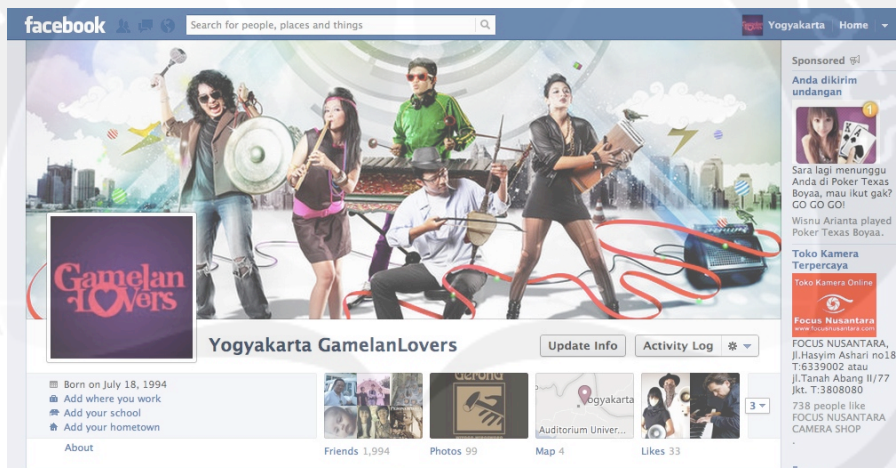 facebook
Search for people, places and things
Yogyakarta
Home
Gamelan
Lovers
Yogyakarta GamelanLovers
Update Info
Activity Log
Born on July 18, 1994
Add where you work
Add your school
Add your hometown
About
Friends 1,994
Photos 99
Yogyakarta
Auditorium Univer...
Map 4
Likes 33
3
Sponsored
Anda dikirim
undangan
1
Sara lagi menunggu
Anda di Poker Texas
Boyaa, mau ikut gak?
GO GO GO!
Wisnu Arianta played
Poker Texas Boyaa.
Toko Kamera
Terpercaya
Toko Kamera Online
Focus Nusantara
www.focusnusantara.com
FOCUS NUSANTARA,
Jl.Hasyim Ashari no18
T:6339002 atau
jl.Tanah Abang II/77
Jkt. T:3808080
738 people like
FOCUS NUSANTARA
CAMERA SHOP
.